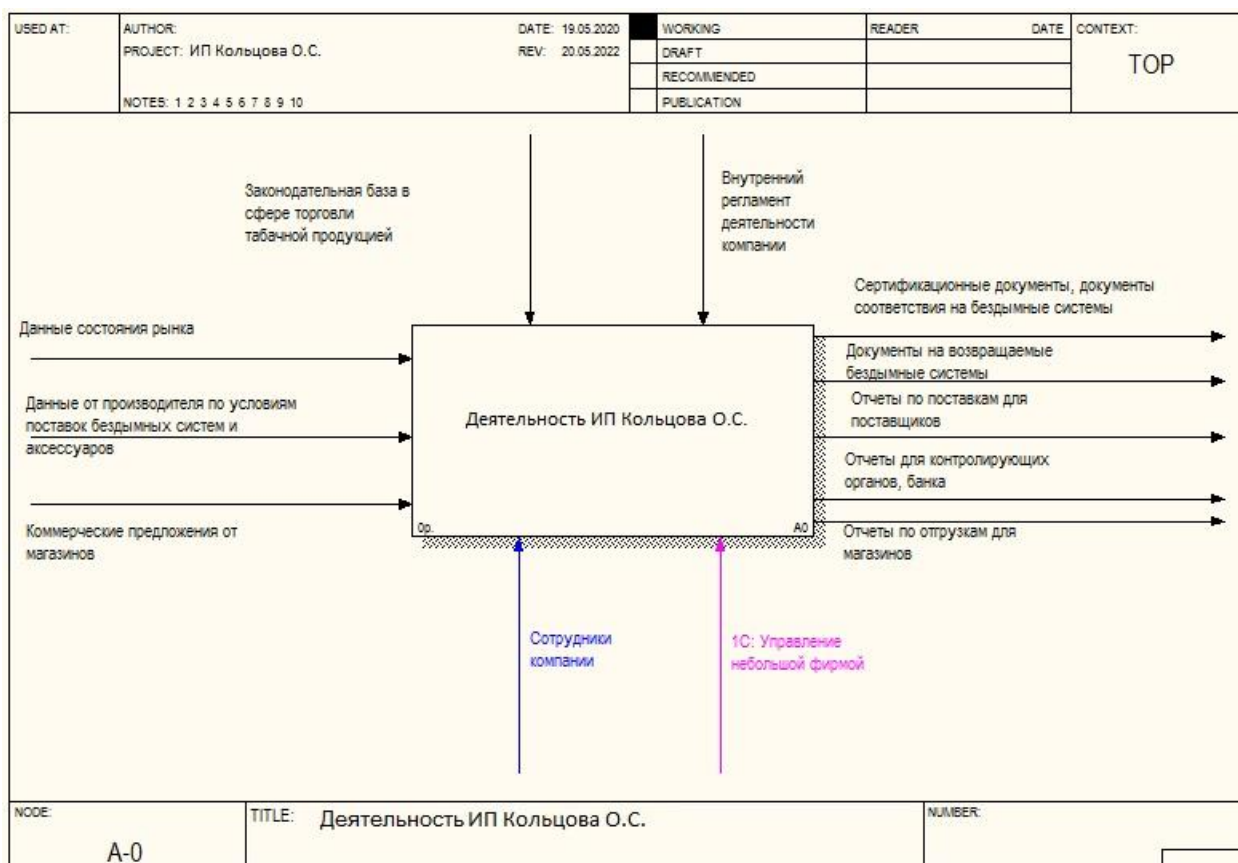 USED AT:
AUTHOR:
DATE: 19.05.2020
PROJECT: ИП Кольцова О.С.
REV: 20.05.2022
NOTES: 1 2 3 4 5 6 7 8 9 10
WORKING
DRAFT
RECOMMENDED
PUBLICATION
READER
DATE
CONTEXT:
TOP
Законодательная база в
сфере торговли
табачной продукцией
Внутренний
регламент
деятельности
компании
Данные состояния рынка
Данные от производителя по условиям
поставок бездымных систем и
аксессуаров
Коммерческие предложения от
магазинов
Деятельность ИП Кольцова О.С.
0р.
A0
Сертификационные документы, документы
соответствия на бездымные системы
Документы на возвращаемые
бездымные системы
Отчеты по поставкам для
поставщиков
Отчеты для контролирующих
органов, банка
Отчеты по отгрузкам для
магазинов
Сотрудники
компании
1С: Управление
небольшой фирмой
NODE:
A-0
TITLE: Деятельность ИП Кольцова О.С.
NUMBER: